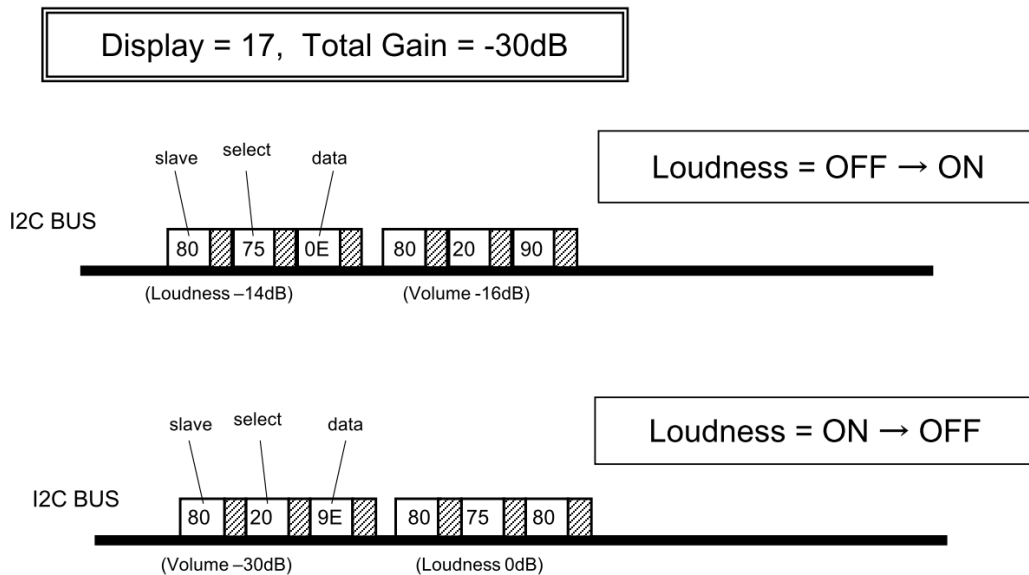 Display = 17,  Total Gain = -30dB
Loudness = OFF → ON
slave select data
I2C BUS
80 75 0E 80 20 90
(Loudness –14dB) (Volume -16dB)
Loudness = ON → OFF
slave select data
I2C BUS
80 20 9E 80 75 80
(Volume –30dB) (Loudness 0dB)